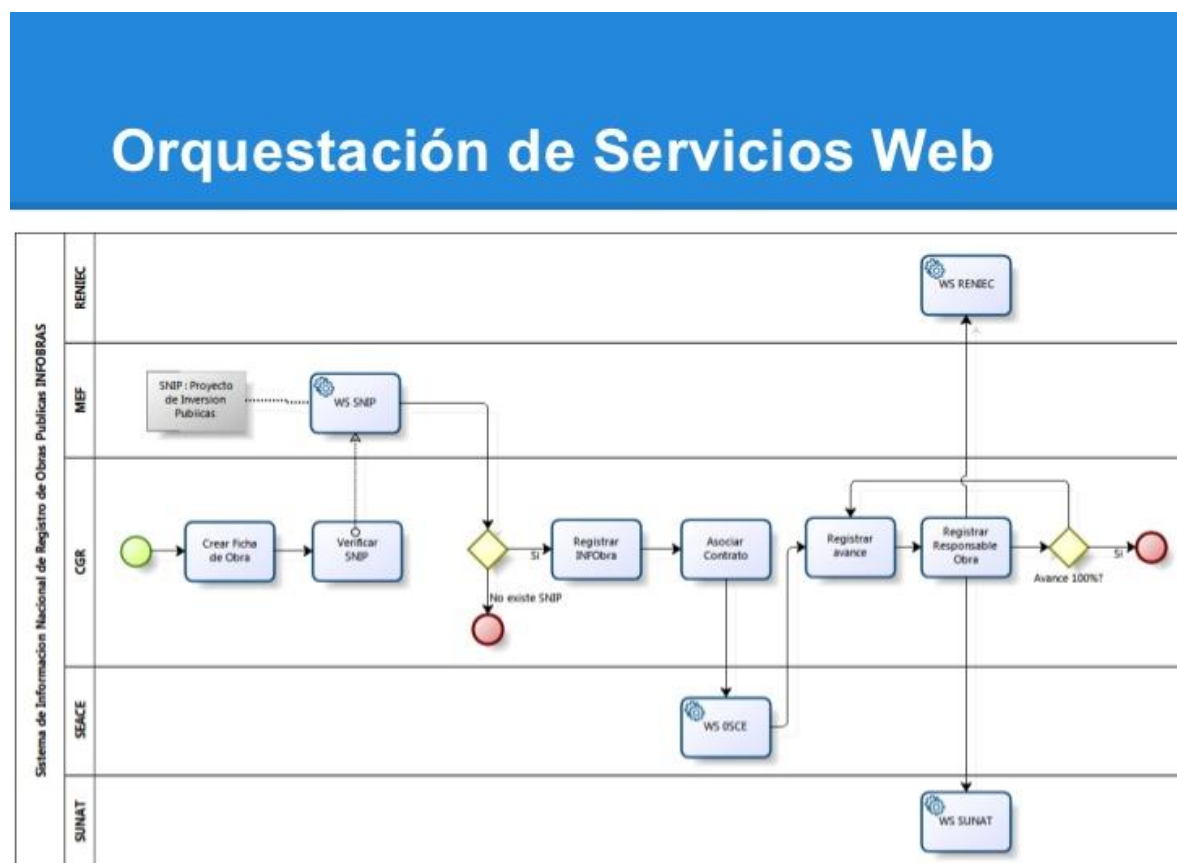 Orquestación de Servicios Web
Sistema de Informacion Nacional de Registro de Obras Publicas INFOBRAS
RENIEC
WS RENIEC
MEF
SNIP : Proyecto
de Inversion
Publicas
WS SNIP
CGR
Crear Ficha
de Obra
Verificar
SNIP
Si
No existe SNIP
Registrar
INFObra
Asociar
Contrato
Registrar
avance
Registrar
Responsable
Obra
Avance 100%?
Si
SEACE
WS 0SCE
SUNAT
WS SUNAT